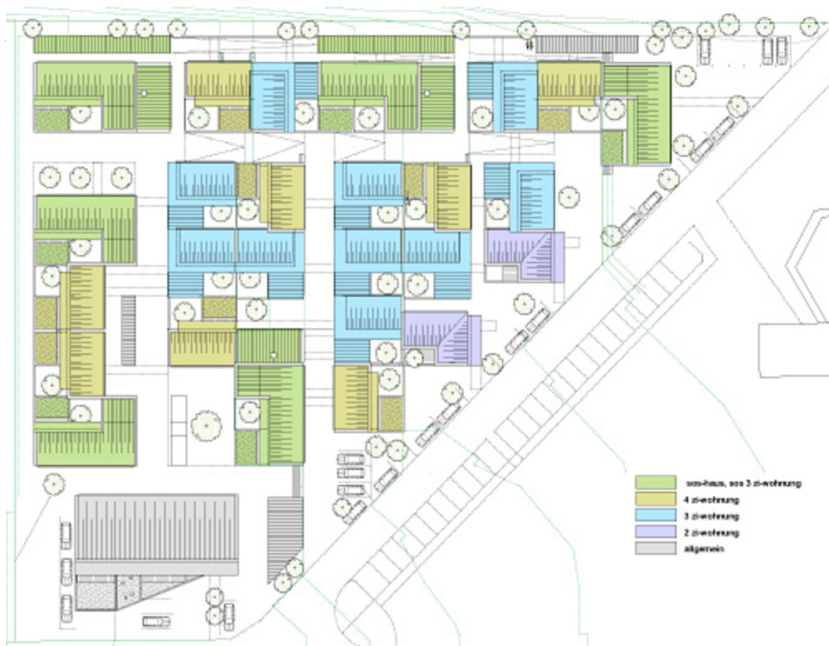 sos-haus, sos 3 zi-wohnung
4 zi-wohnung
3 zi-wohnung
2 zi-wohnung
allgemein